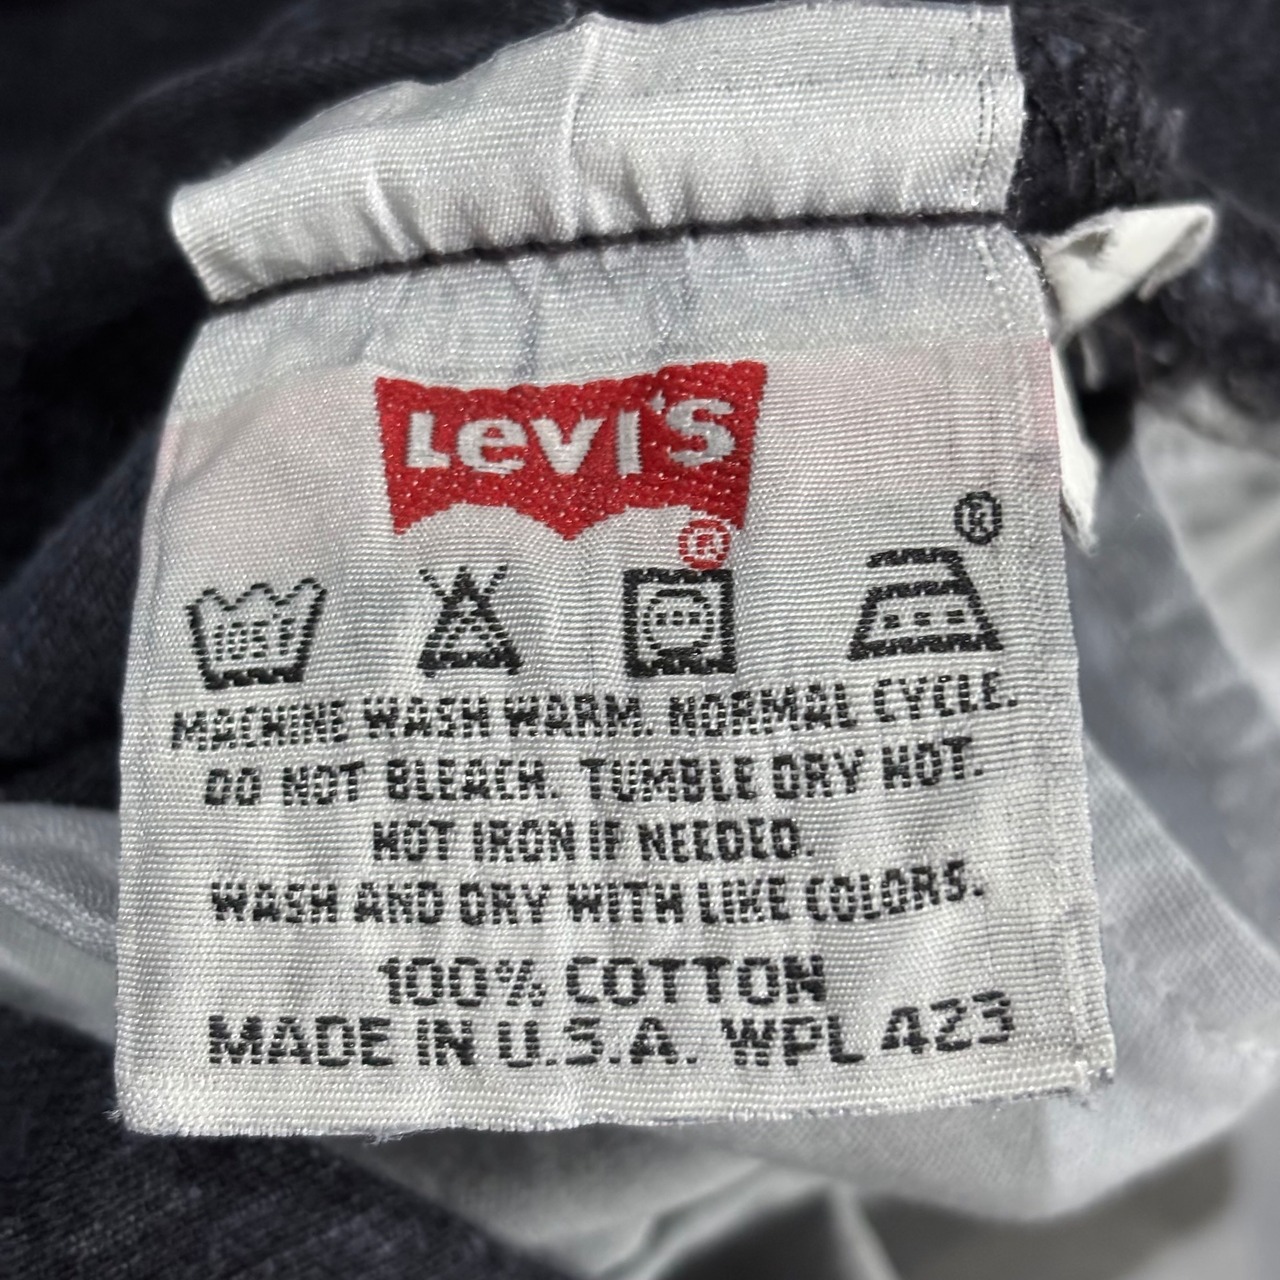 LEVI'S
®
®
105F
MACHINE WASH WARM. NORMAL CYCLE.
DO NOT BLEACH. TUMBLE DRY HOT.
HOT IRON IF NEEDED.
WASH AND DRY WITH LIKE COLORS.
100% COTTON
MADE IN U.S.A. WPL 423